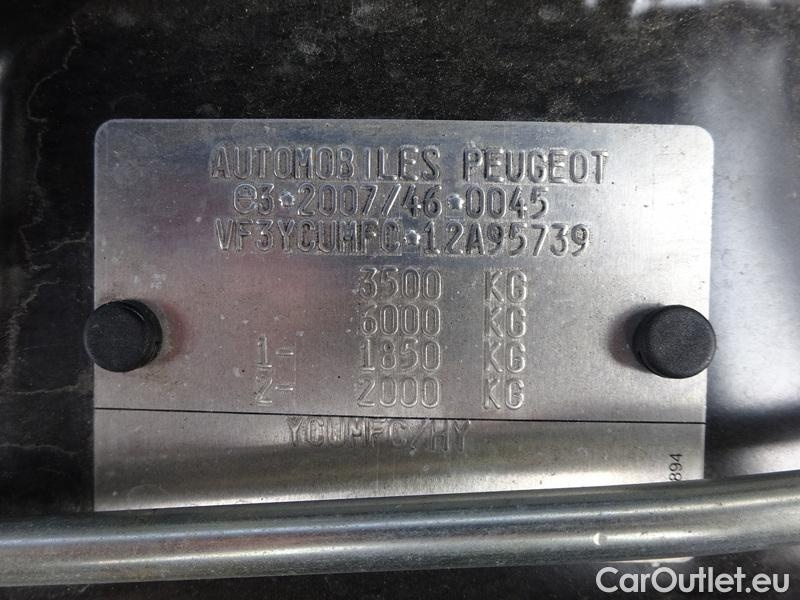 AUTOMOBILES PEUGEOT
e3*2007/46*0045
VF3YCUMFC*12A95739
3500 KG
6000 KG
1- 1850 KG
2- 2000 KG
YCUMFC/HY
894
CarOutlet.eu